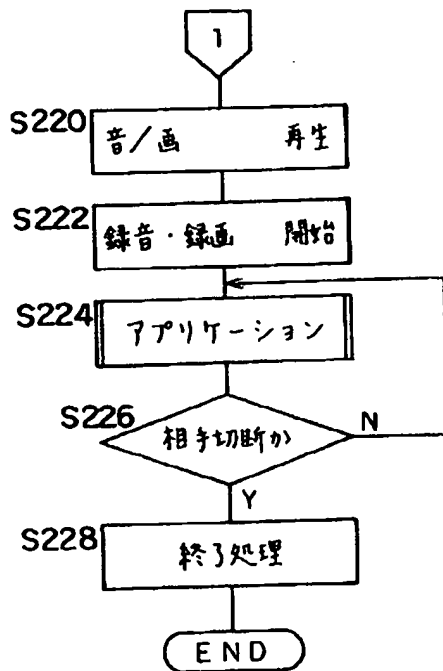 1
S220
音/画 再生
S222
録音・録画 開始
S224
アプリケーション
S226
相手切断か
N
Y
S228
終了処理
END